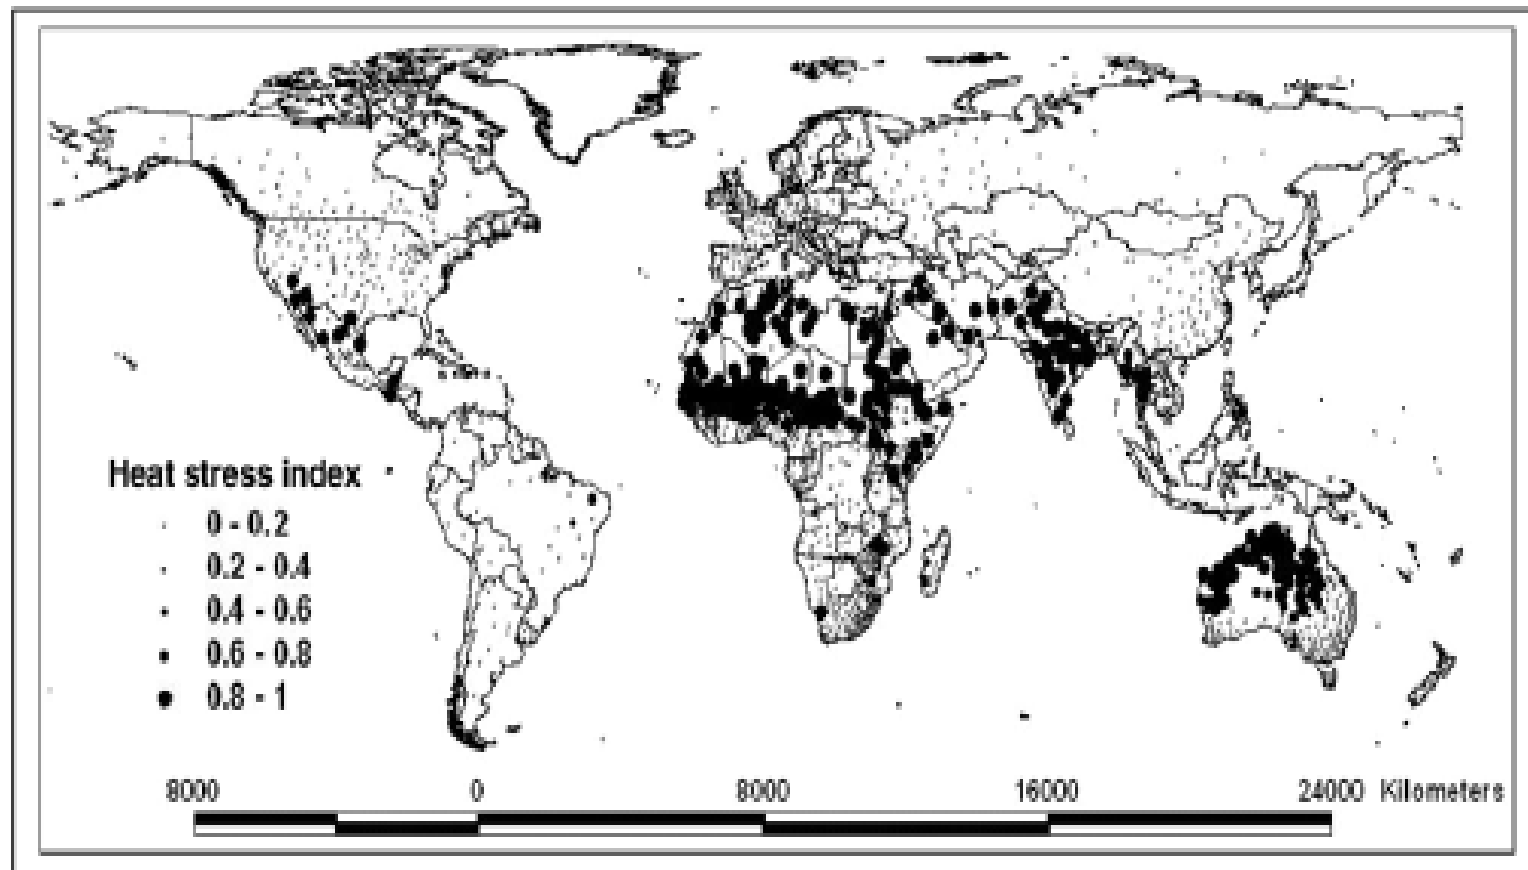 Heat stress index
0 - 0.2
0.2 - 0.4
0.4 - 0.6
0.6 - 0.8
0.8 - 1
8000 0 8000 16000 24000 Kilometers